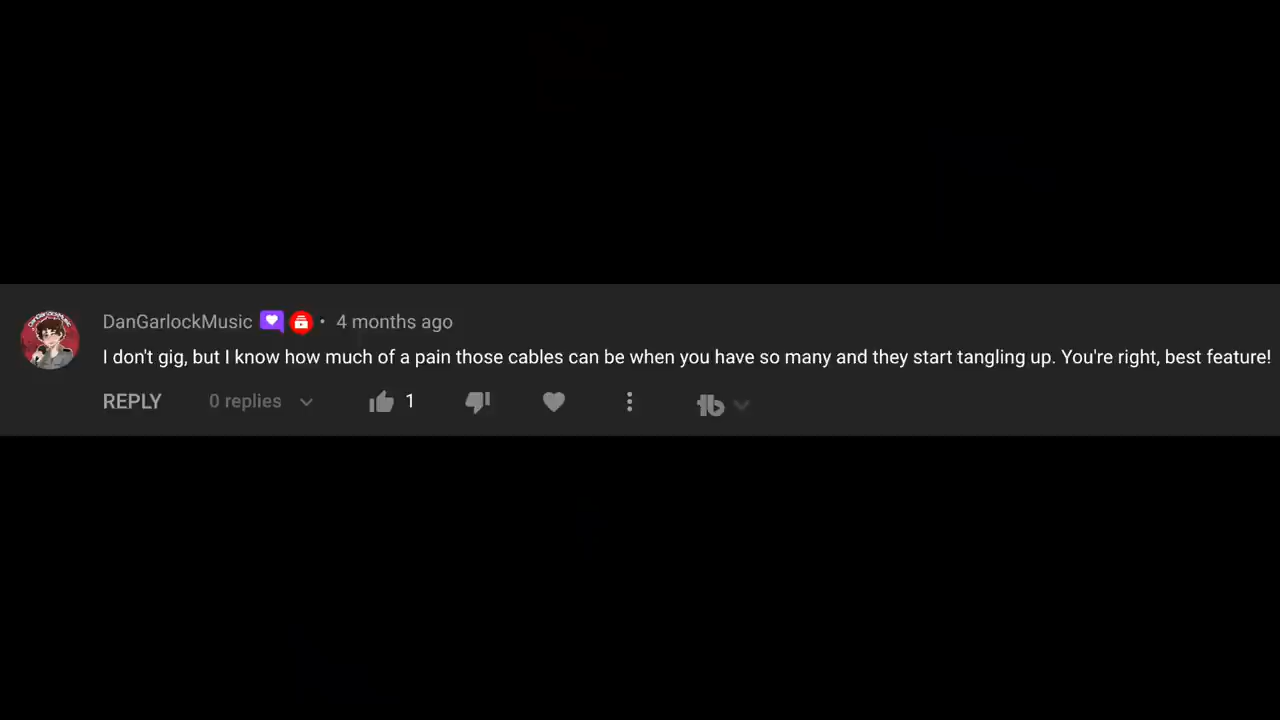 DanGarlockMusic • 4 months ago
I don't gig, but I know how much of a pain those cables can be when you have so many and they start tangling up. You're right, best feature!
REPLY 0 replies 1